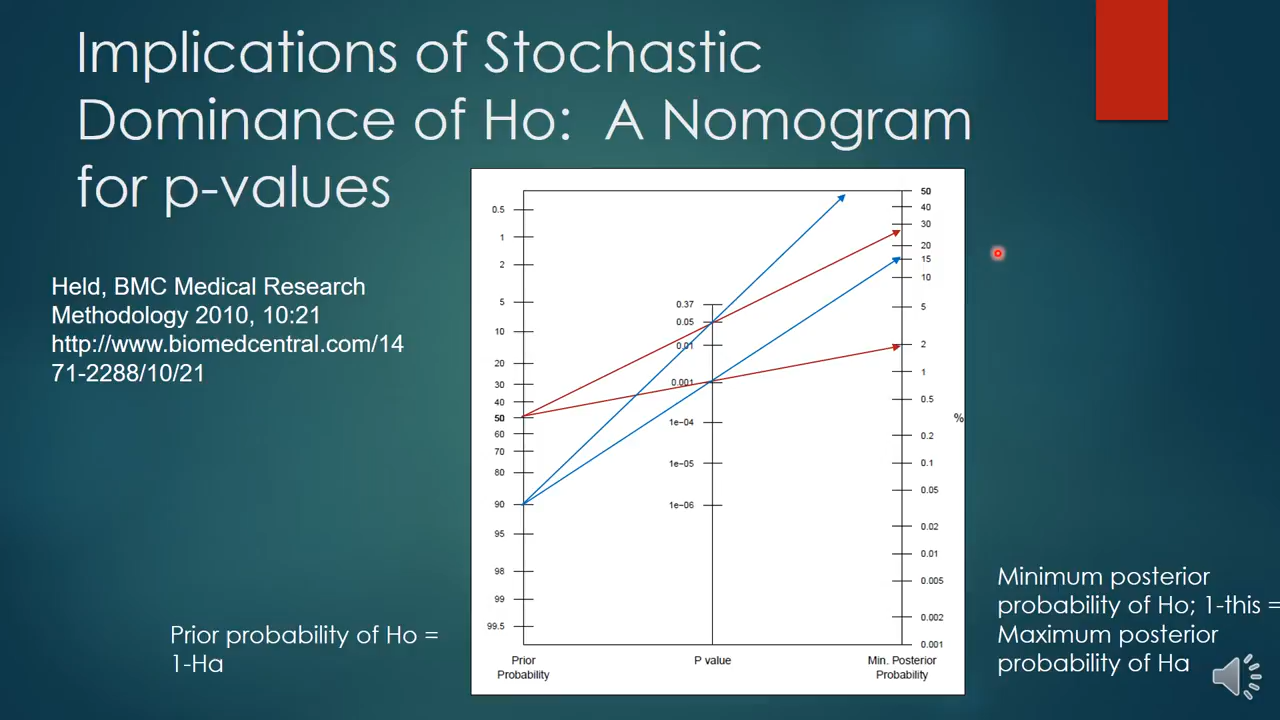 Implications of Stochastic
Dominance of Ho:  A Nomogram
for p-values
Held, BMC Medical Research
Methodology 2010, 10:21
http://www.biomedcentral.com/14
71-2288/10/21
0.5
1
2
5
10
20
30
40
50
60
70
80
90
95
98
99
99.5
Prior
Probability
0.37
0.05
0.01
0.001
1e−04
1e−05
1e−06
P value
50
40
30
20
15
10
5
2
1
0.5
%
0.2
0.1
0.05
0.02
0.01
0.005
0.002
0.001
Min. Posterior
Probability
Prior probability of Ho =
1-Ha
Minimum posterior
probability of Ho; 1-this =
Maximum posterior
probability of Ha